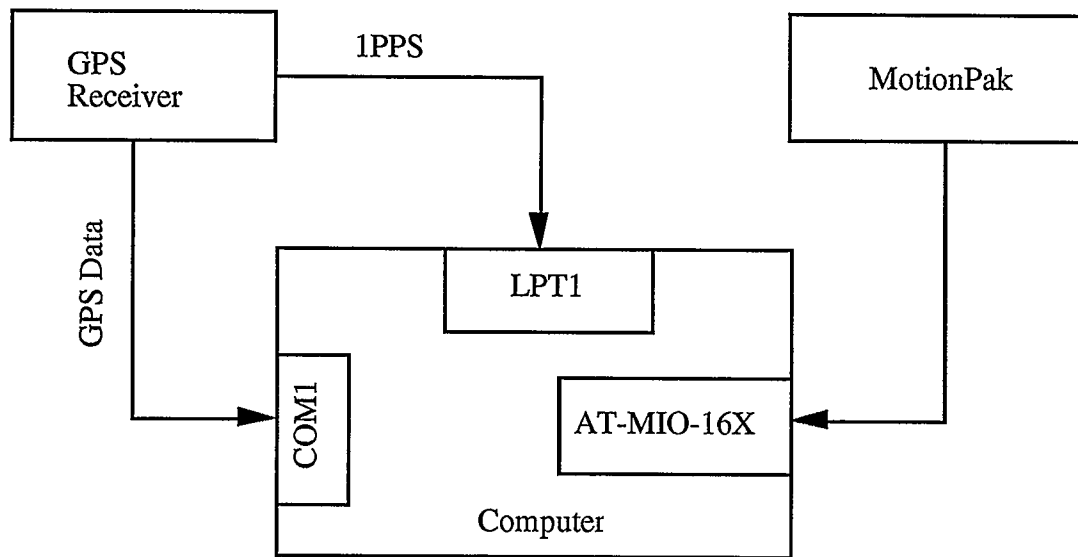 GPS
Receiver
1PPS
MotionPak
GPS Data
LPT1
COM1
AT-MIO-16X
Computer